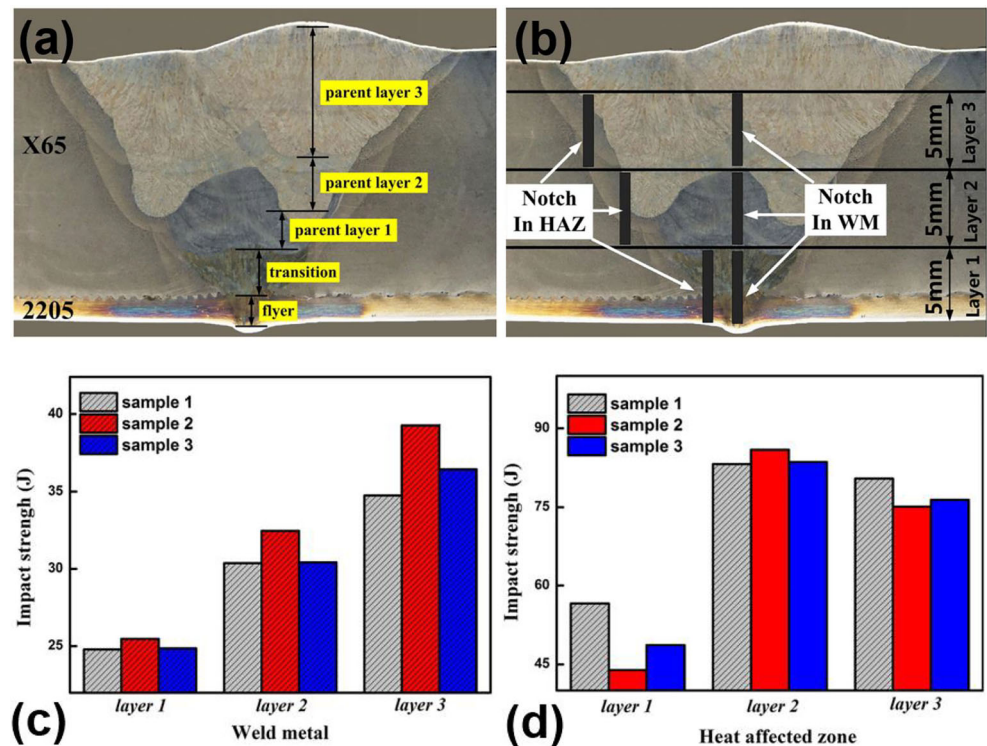 (a)
parent layer 3
X65
parent layer 2
parent layer 1
transition
2205
flyer
(b)
5mm
Layer 3
Notch
In HAZ
Notch
In WM
5mm
Layer 2
5mm
Layer 1
sample 1
sample 2
sample 3
40
35
30
25
Impact strengh (J)
layer 1
layer 2
layer 3
Weld metal
(c)
sample 1
sample 2
sample 3
90
75
60
45
Impact strengh (J)
layer 1
layer 2
layer 3
Heat affected zone
(d)